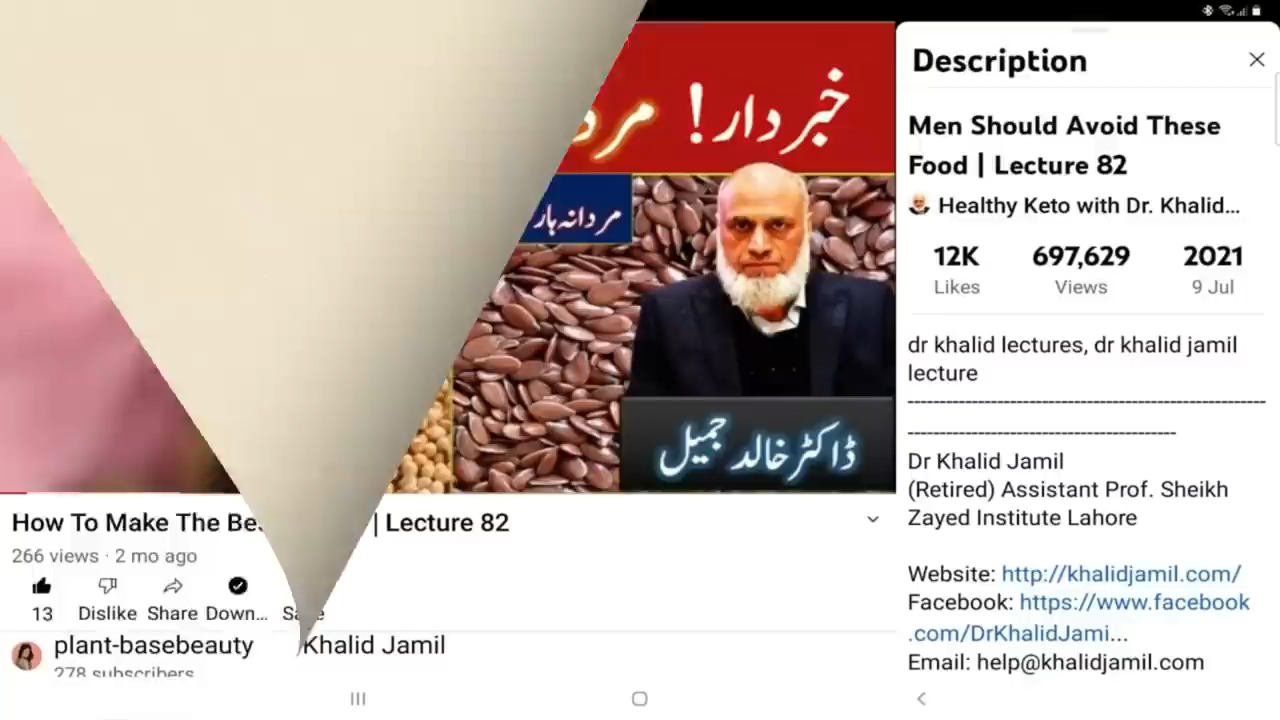 خبردار!
Description
Men Should Avoid These
Food | Lecture 82
Healthy Keto with Dr. Khalid...
12K
697,629
2021
Likes
Views
9 Jul
dr khalid lectures, dr khalid jamil
lecture
مردانہ
ڈاکٹر خالد جمیل
Dr Khalid Jamil
(Retired) Assistant Prof. Sheikh
Zayed Institute Lahore
Website: http://khalidjamil.com/
Facebook: https://www.facebook
.com/DrKhalidJami...
Email: help@khalidjamil.com
How To Make The | Lecture 82
266 views · 2 mo ago
13 Dislike Share Down...
plant-basebeauty Khalid Jamil
278 subscribers